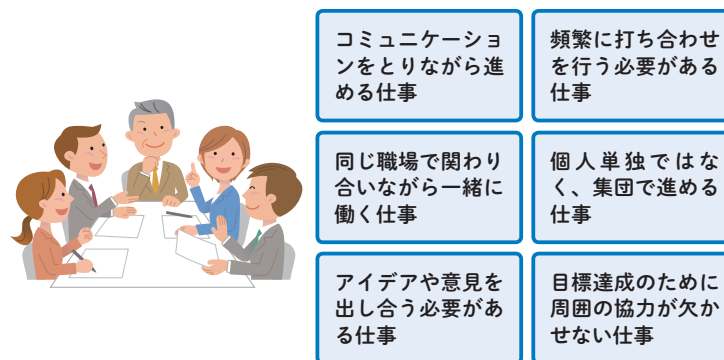 コミュニケーショ
ンをとりながら進
める仕事
頻繁に打ち合わせ
を行う必要がある
仕事
同じ職場で関わり
合いながら一緒に
働く仕事
個人単独ではな
く、集団で進める
仕事
アイデアや意見を
出し合う必要があ
る仕事
目標達成のために
周囲の協力が欠か
せない仕事